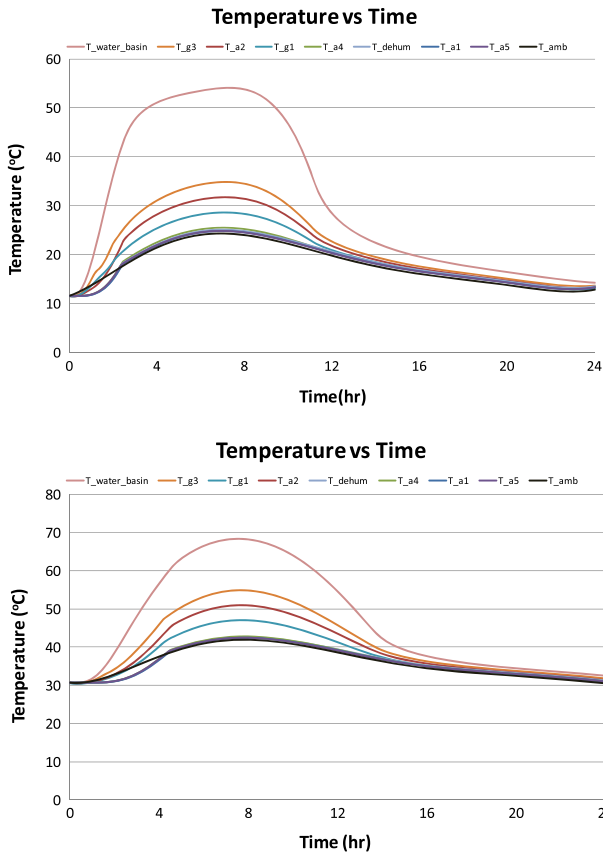 Temperature vs Time
T_water_basin T_g3 T_a2 T_g1 T_a4 T_dehum T_a1 T_a5 T_amb
60
50
40
30
20
10
0
Temperature (ºC)
0 4 8 12 16 20 24
Time(hr)
Temperature vs Time
T_water_basin T_g3 T_g1 T_a2 T_dehum T_a4 T_a1 T_a5 T_amb
80
70
60
50
40
30
20
10
0
Temperature (ºC)
0 4 8 12 16 20 2
Time (hr)